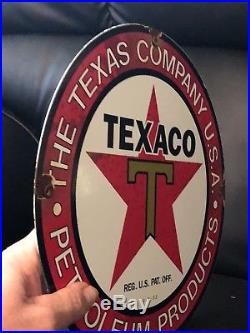 THE TEXAS COMPANY U.S.A.
TEXACO
T
REG. U.S. PAT. OFF.
PETROLEUM PRODUCTS